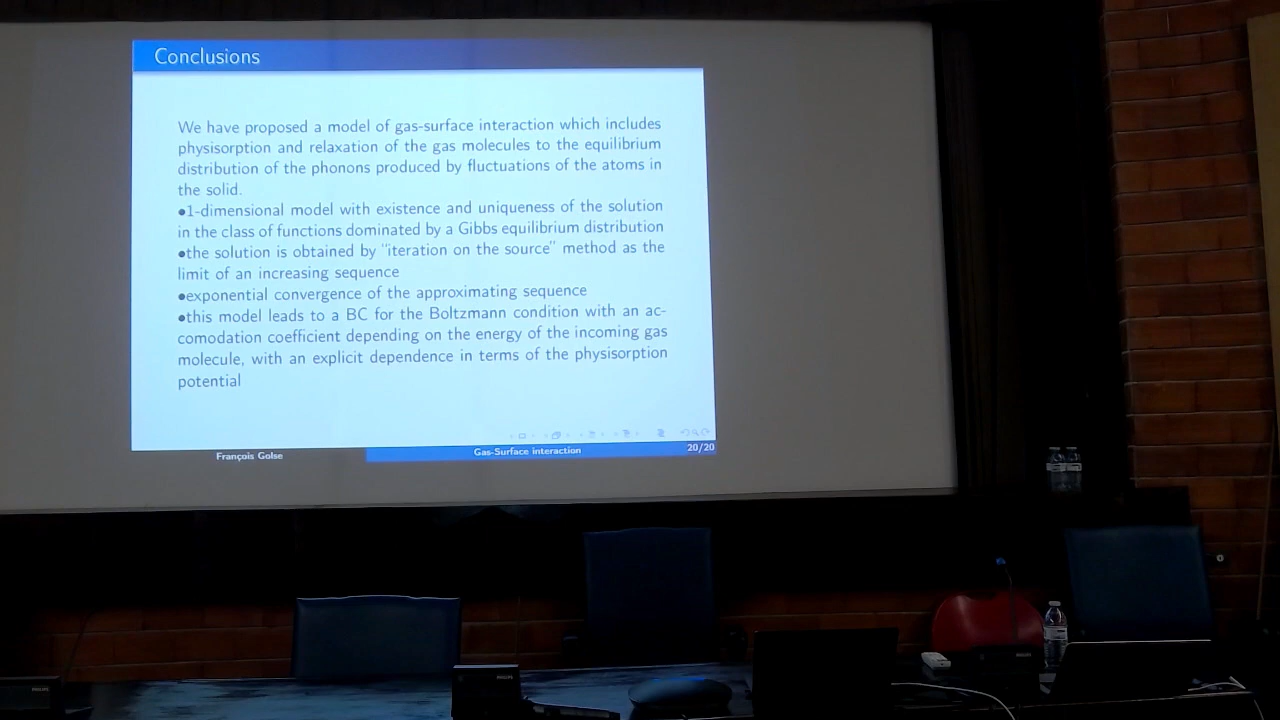 Conclusions
We have proposed a model of gas-surface interaction which includes
physisorption and relaxation of the gas molecules to the equilibrium
distribution of the phonons produced by fluctuations of the atoms in
the solid.
•1-dimensional model with existence and uniqueness of the solution
in the class of functions dominated by a Gibbs equilibrium distribution
•the solution is obtained by "iteration on the source" method as the
limit of an increasing sequence
•exponential convergence of the approximating sequence
•this model leads to a BC for the Boltzmann condition with an ac-
comodation coefficient depending on the energy of the incoming gas
molecule, with an explicit dependence in terms of the physisorption
potential
François Golse
Gas-Surface interaction
20/20
PHILIPS
PHILIPS
PHILIPS